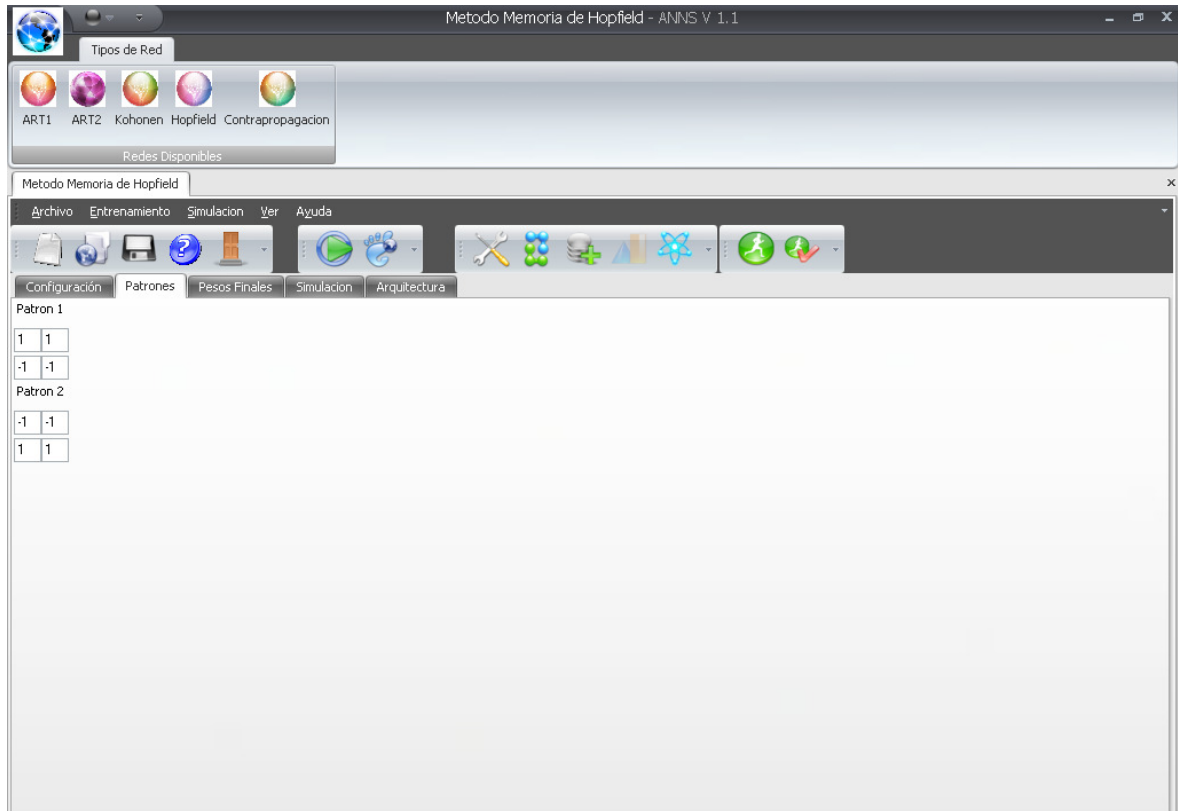 Metodo Memoria de Hopfield - ANNS V 1.1
Tipos de Red
ART1 ART2 Kohonen Hopfield Contrapropagacion
Redes Disponibles
Metodo Memoria de Hopfield
Archivo Entrenamiento Simulacion Ver Ayuda
Configuración Patrones Pesos Finales Simulacion Arquitectura
Patron 1
1 1
-1 -1
Patron 2
-1 -1
1 1